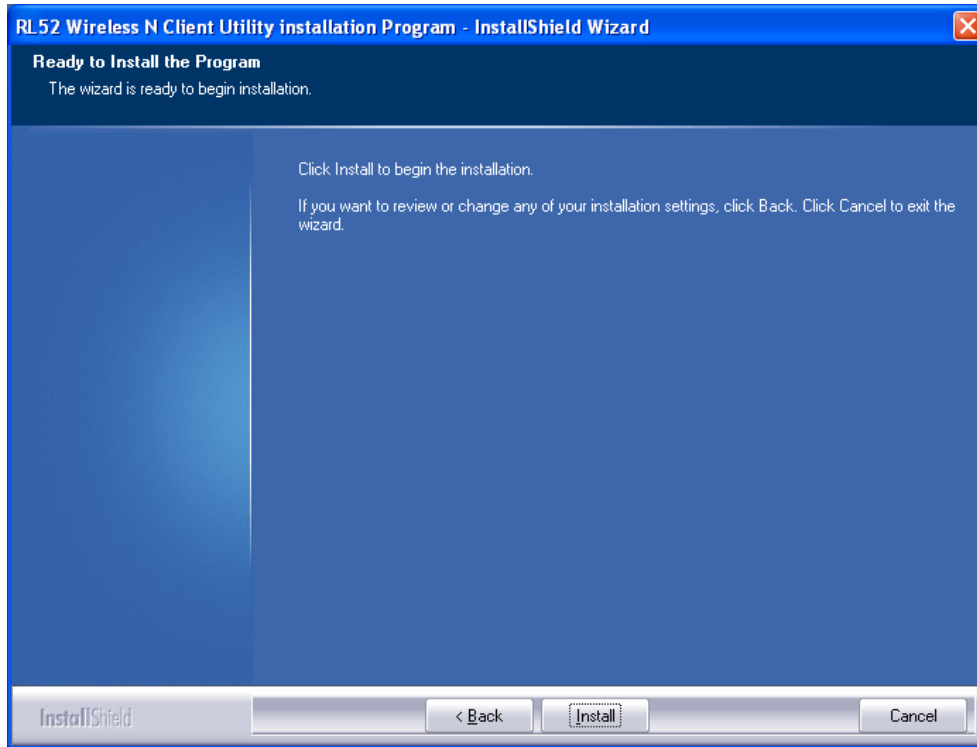 RL52 Wireless N Client Utility installation Program - InstallShield Wizard
Ready to Install the Program
The wizard is ready to begin installation.
Click Install to begin the installation.
If you want to review or change any of your installation settings, click Back. Click Cancel to exit the
wizard.
InstallShield
< Back
Install
Cancel